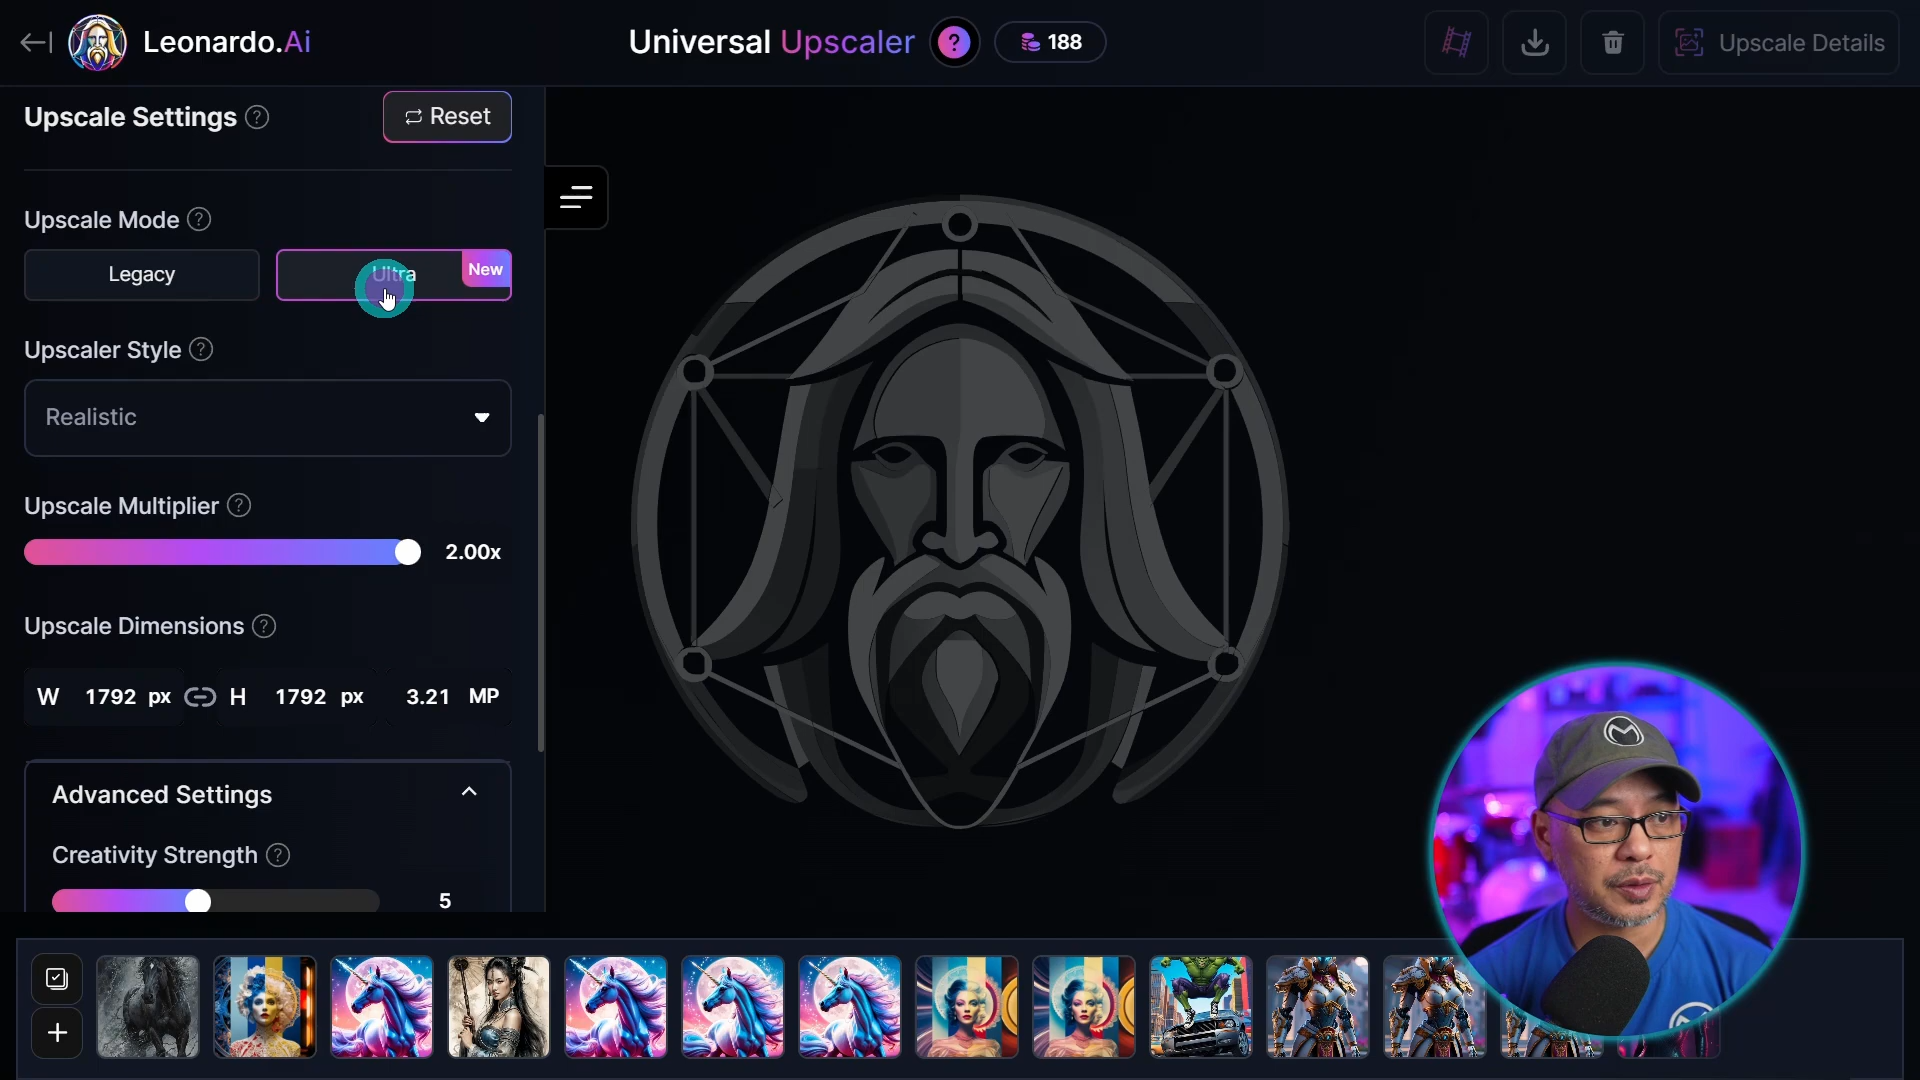 Leonardo.Ai
Universal Upscaler ? 188
Upscale Details
Upscale Settings ?
Reset
Upscale Mode ?
Legacy
Ultra
New
Upscaler Style ?
Realistic
Upscale Multiplier ?
2.00x
Upscale Dimensions ?
W 1792 px H 1792 px 3.21 MP
Advanced Settings
Creativity Strength ?
5